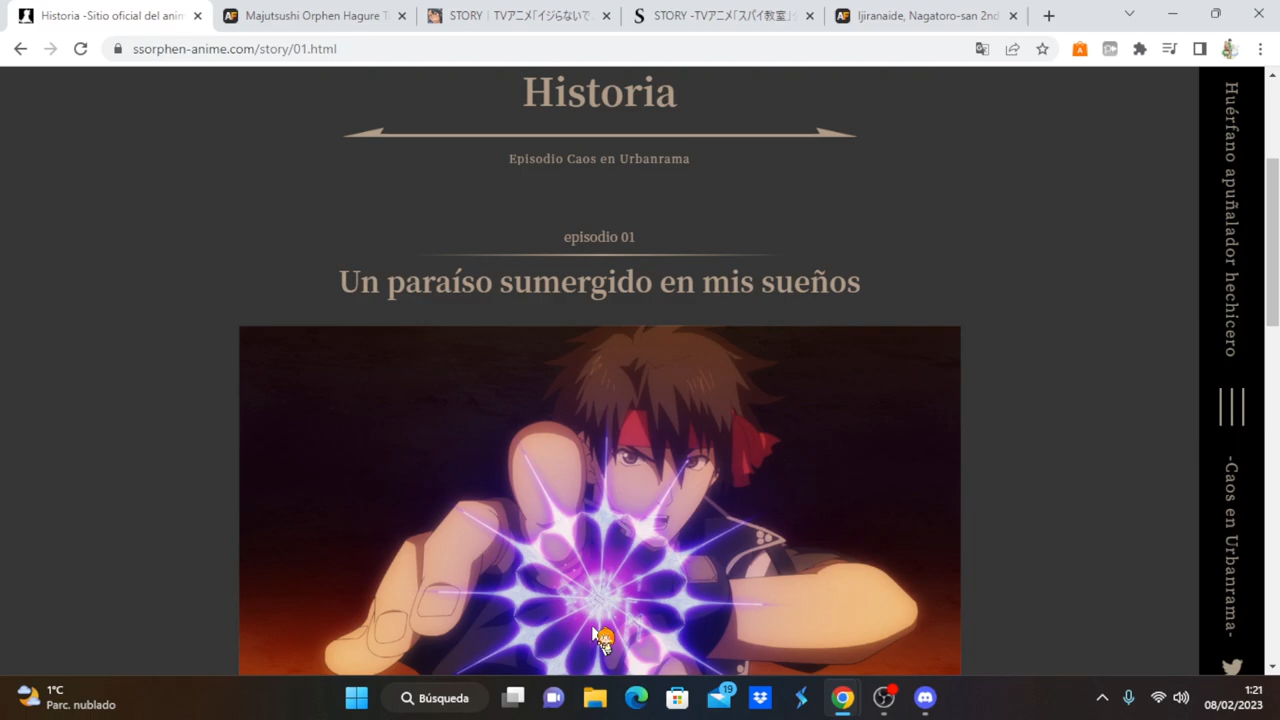 Historia -Sitio oficial del anim
Majutsushi Orphen Hagure T
STORY | TVアニメ「イジらないで、
STORY -TVアニメ「スパイ教室」
Ijiranaide, Nagatoro-san 2nd
ssorphen-anime.com/story/01.html
Historia
Episodio Caos en Urbanrama
episodio 01
Un paraíso sumergido en mis sueños
Huérfano apuñalador hechicero
-Caos en Urbanrama-
1°C
Parc. nublado
Búsqueda
19
1:21
08/02/2023